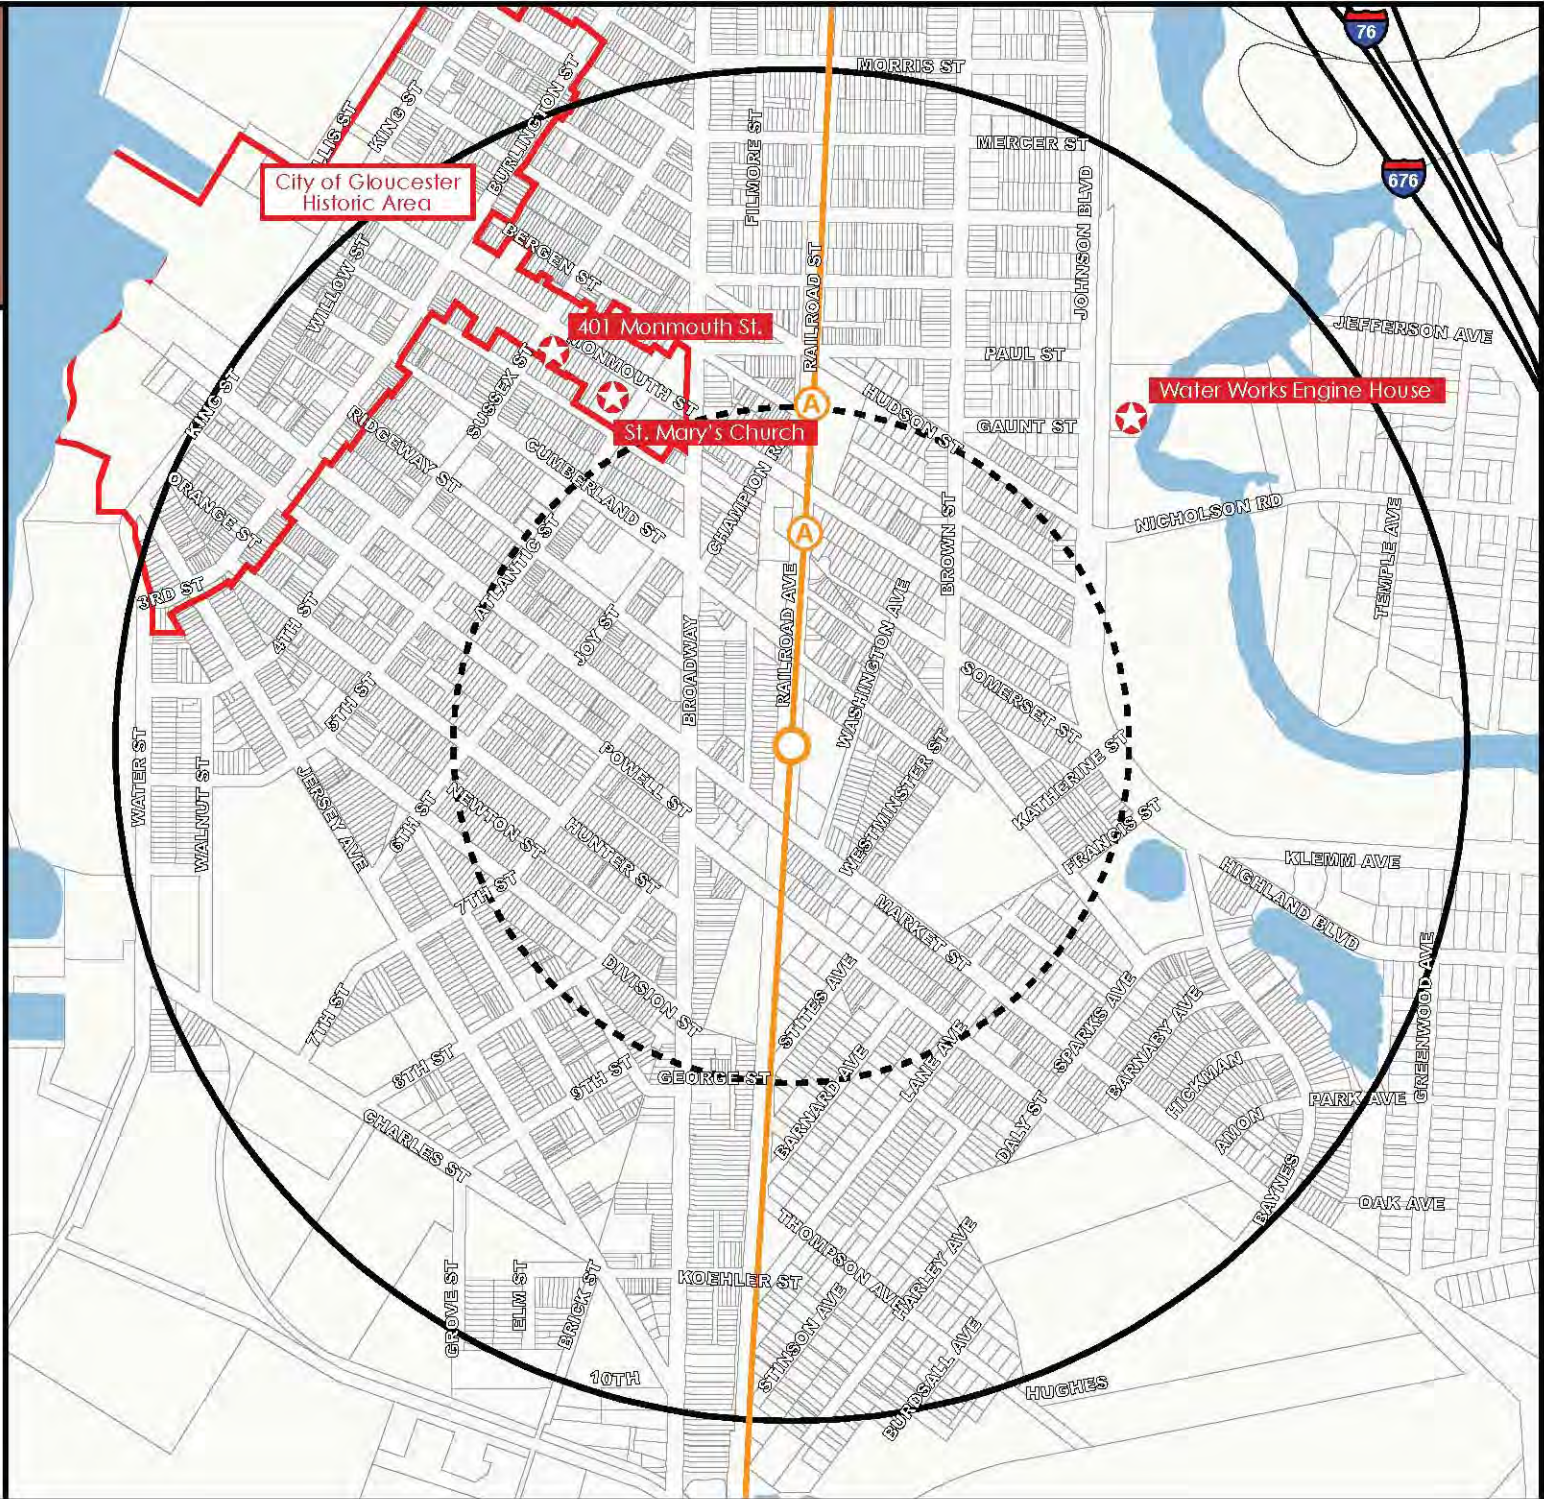 76
MORRIS ST
KING ST
BURLINGTON ST
LLIS ST
FILMORE ST
MERCER ST
676
City of Gloucester
Historic Area
JOHNSON BLVD
BERGEN ST
WILLOW ST
RAILROAD ST
401 Monmouth St.
JEFFERSON AVE
MONMOUTH ST
PAUL ST
SUSSEX ST
KING ST
Water Works Engine House
A
HUDSON ST
RIDGEWAY ST
St. Mary's Church
GAUNT ST
CUMBERLAND ST
CHAMPION R
ORANGE ST
NICHOLSON RD
A
BROWN ST
ATLANTIC ST
TEMPLE AVE
3RD ST
4TH ST
JOY ST
RAILROAD AVE
WASHINGTON AVE
BROADWAY
SOMERSET ST
5TH ST
WATER ST
WALNUT ST
POWELL ST
KATHERINE ST
WESTMINSTER ST
JERSEY AVE
6TH ST
NEWTON ST
HUNTER ST
FRANCIS ST
KLEMM AVE
7TH ST
HIGHLAND BLVD
MARKET ST
GREENWOOD AVE
DIVISION ST
STITES AVE
7TH ST
SPARKS AVE
BARNABY AVE
8TH ST
9TH ST
GEORGE ST
LANE AVE
HICKMAN
BARNARD AVE
PARK AVE
CHARLES ST
DALY ST
AMON
BAYNES
OAK AVE
THOMPSON AVE
HARLEY AVE
KOEHLER ST
GROVE ST
ELM ST
BRICK ST
STINSON AVE
10TH
BURDSALL AVE
HUGHES